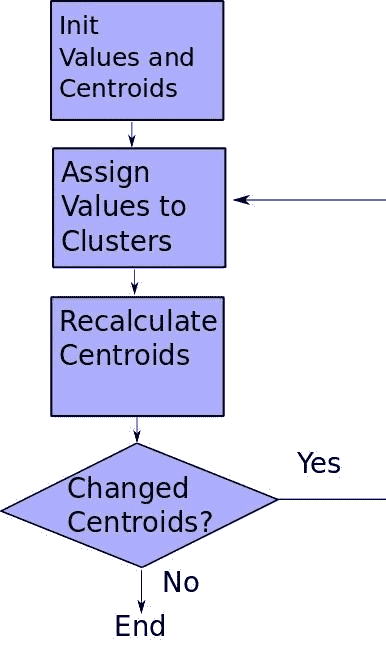 Init
Values and
Centroids
Assign
Values to
Clusters
Recalculate
Centroids
Changed
Centroids?
Yes
No
End